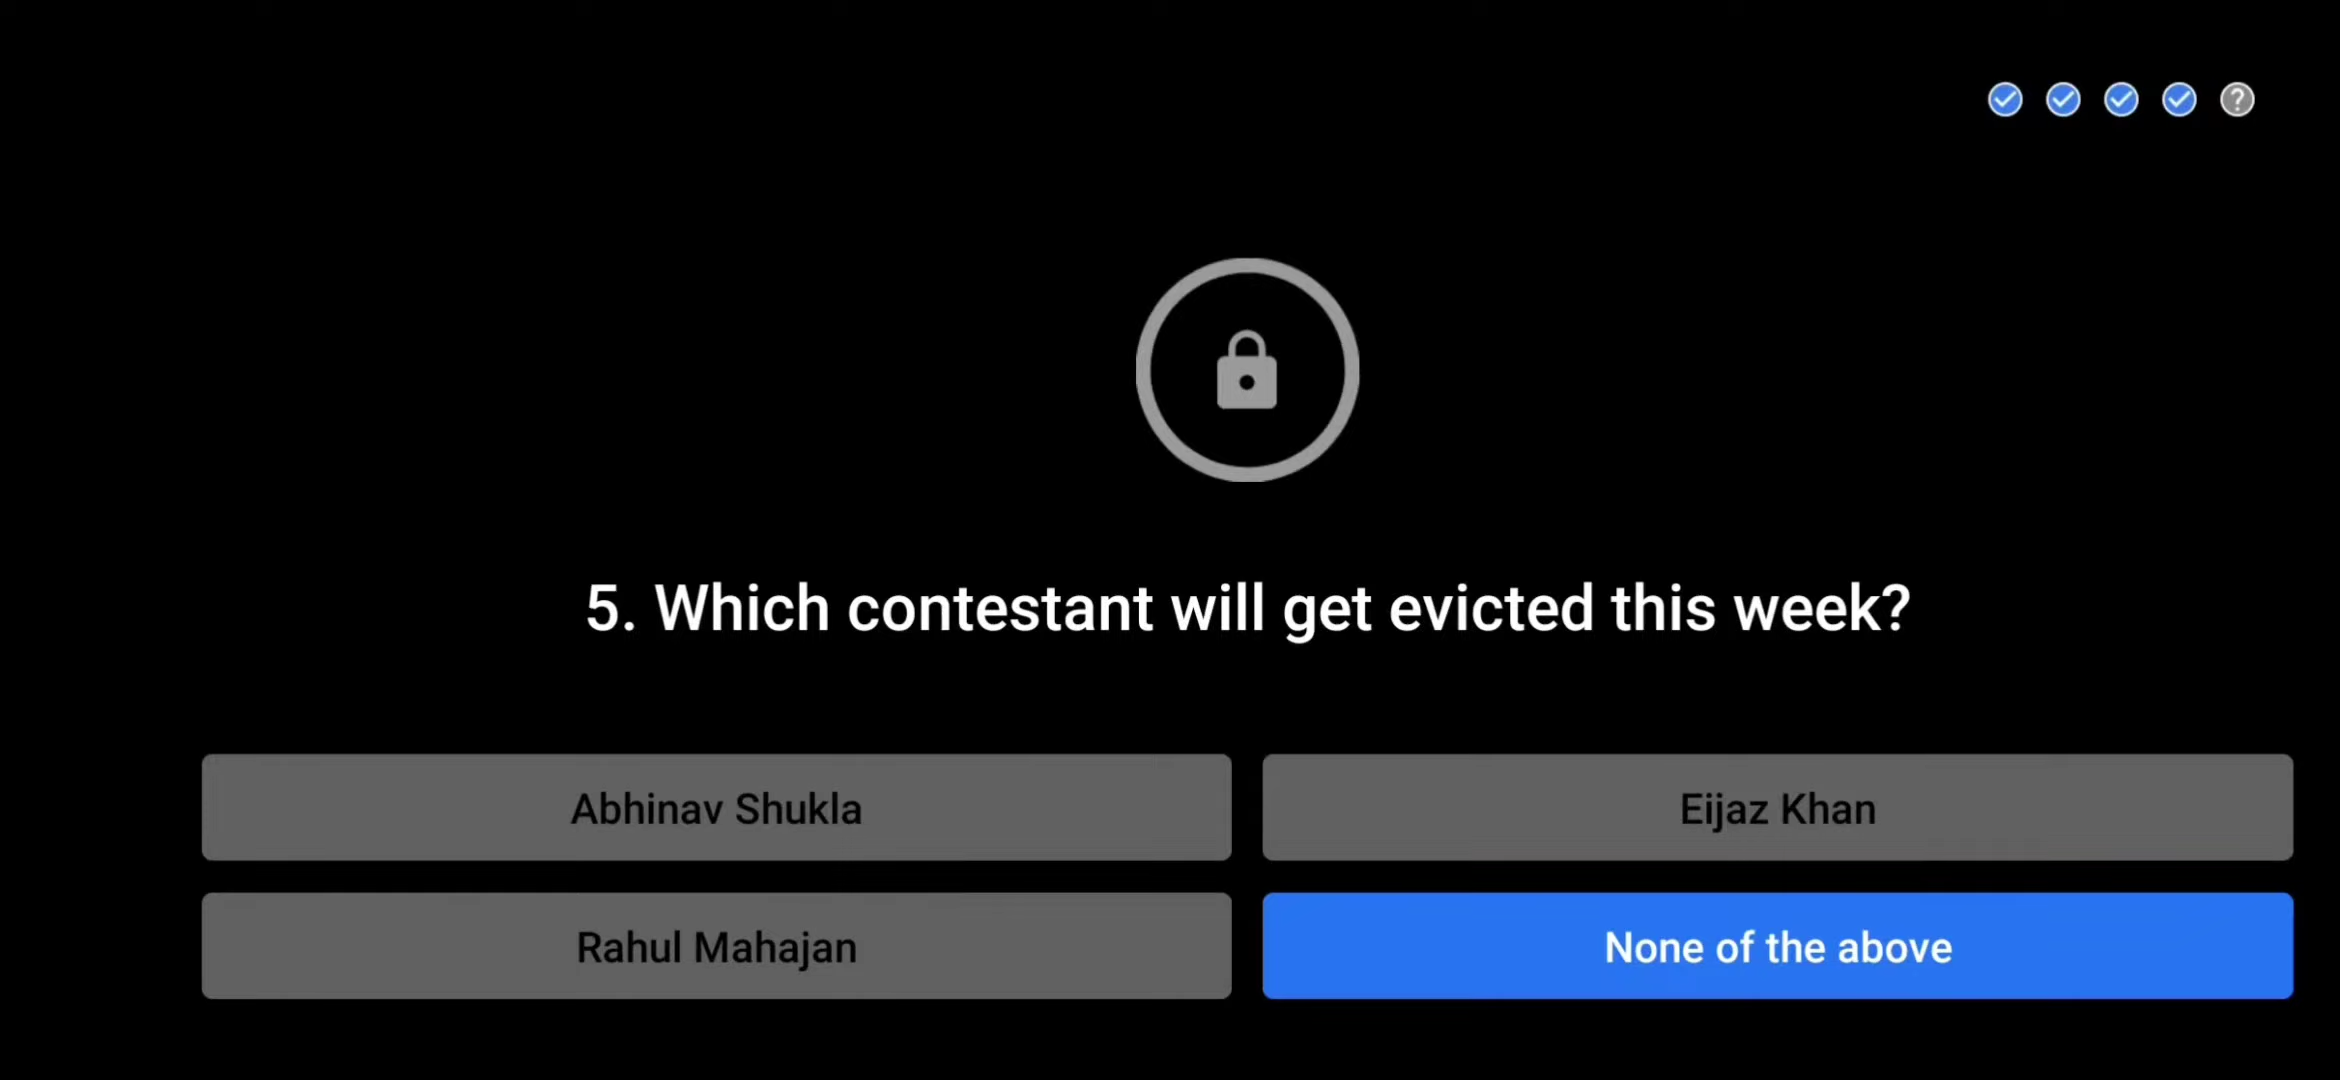 5. Which contestant will get evicted this week?
Abhinav Shukla
Eijaz Khan
Rahul Mahajan
None of the above